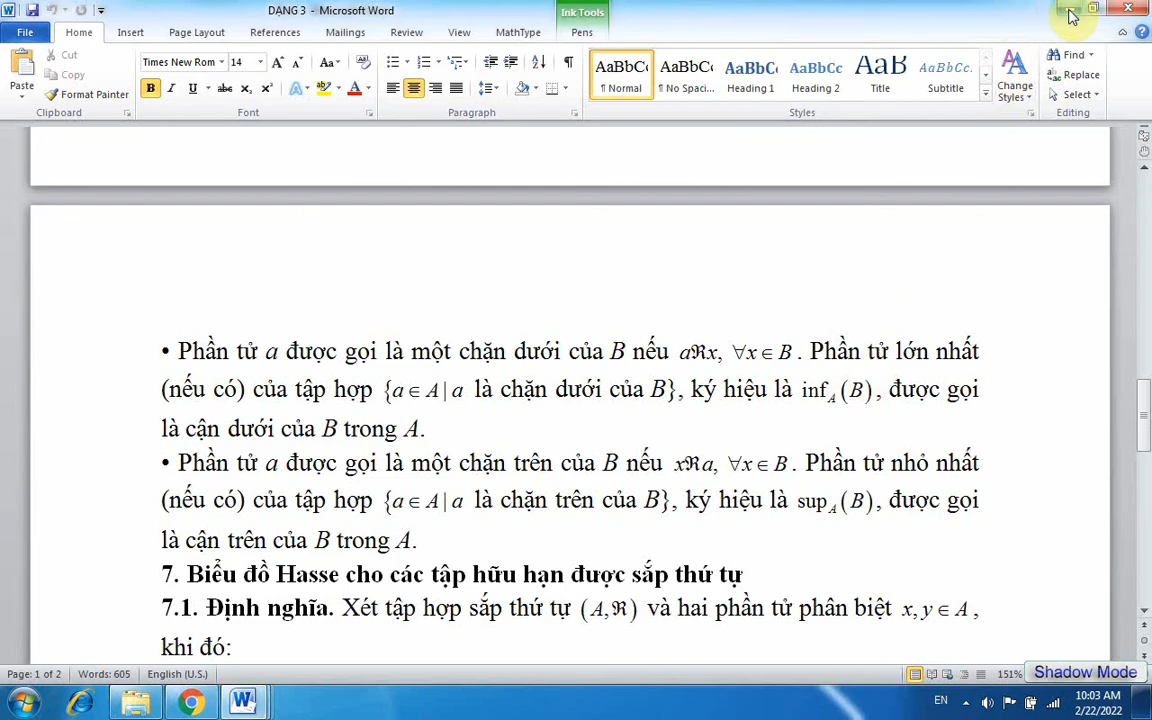 DẠNG 3 - Microsoft Word
Ink Tools
File Home Insert Page Layout References Mailings Review View MathType Pens
Paste
Cut
Copy
Format Painter
Clipboard
Times New Rom 14
Font
Paragraph
AaBbCc AaBbCc AaBbCc AaBbCc AaB AaBbCc.
¶ Normal ¶ No Spaci... Heading 1 Heading 2 Title Subtitle
Change Styles
Styles
Find
Replace
Select
Editing
• Phần tử a được gọi là một chặn dưới của B nếu aℜx, ∀x∈B. Phần tử lớn nhất
(nếu có) của tập hợp {a∈A|a là chặn dưới của B}, ký hiệu là inf_A(B), được gọi
là cận dưới của B trong A.
• Phần tử a được gọi là một chặn trên của B nếu xℜa, ∀x∈B. Phần tử nhỏ nhất
(nếu có) của tập hợp {a∈A|a là chặn trên của B}, ký hiệu là sup_A(B), được gọi
là cận trên của B trong A.
7. Biểu đồ Hasse cho các tập hữu hạn được sắp thứ tự
7.1. Định nghĩa. Xét tập hợp sắp thứ tự (A,ℜ) và hai phần tử phân biệt x, y∈A,
khi đó:
Page: 1 of 2 Words: 605 English (U.S.) 151%
Shadow Mode
EN
10:03 AM
2/22/2022